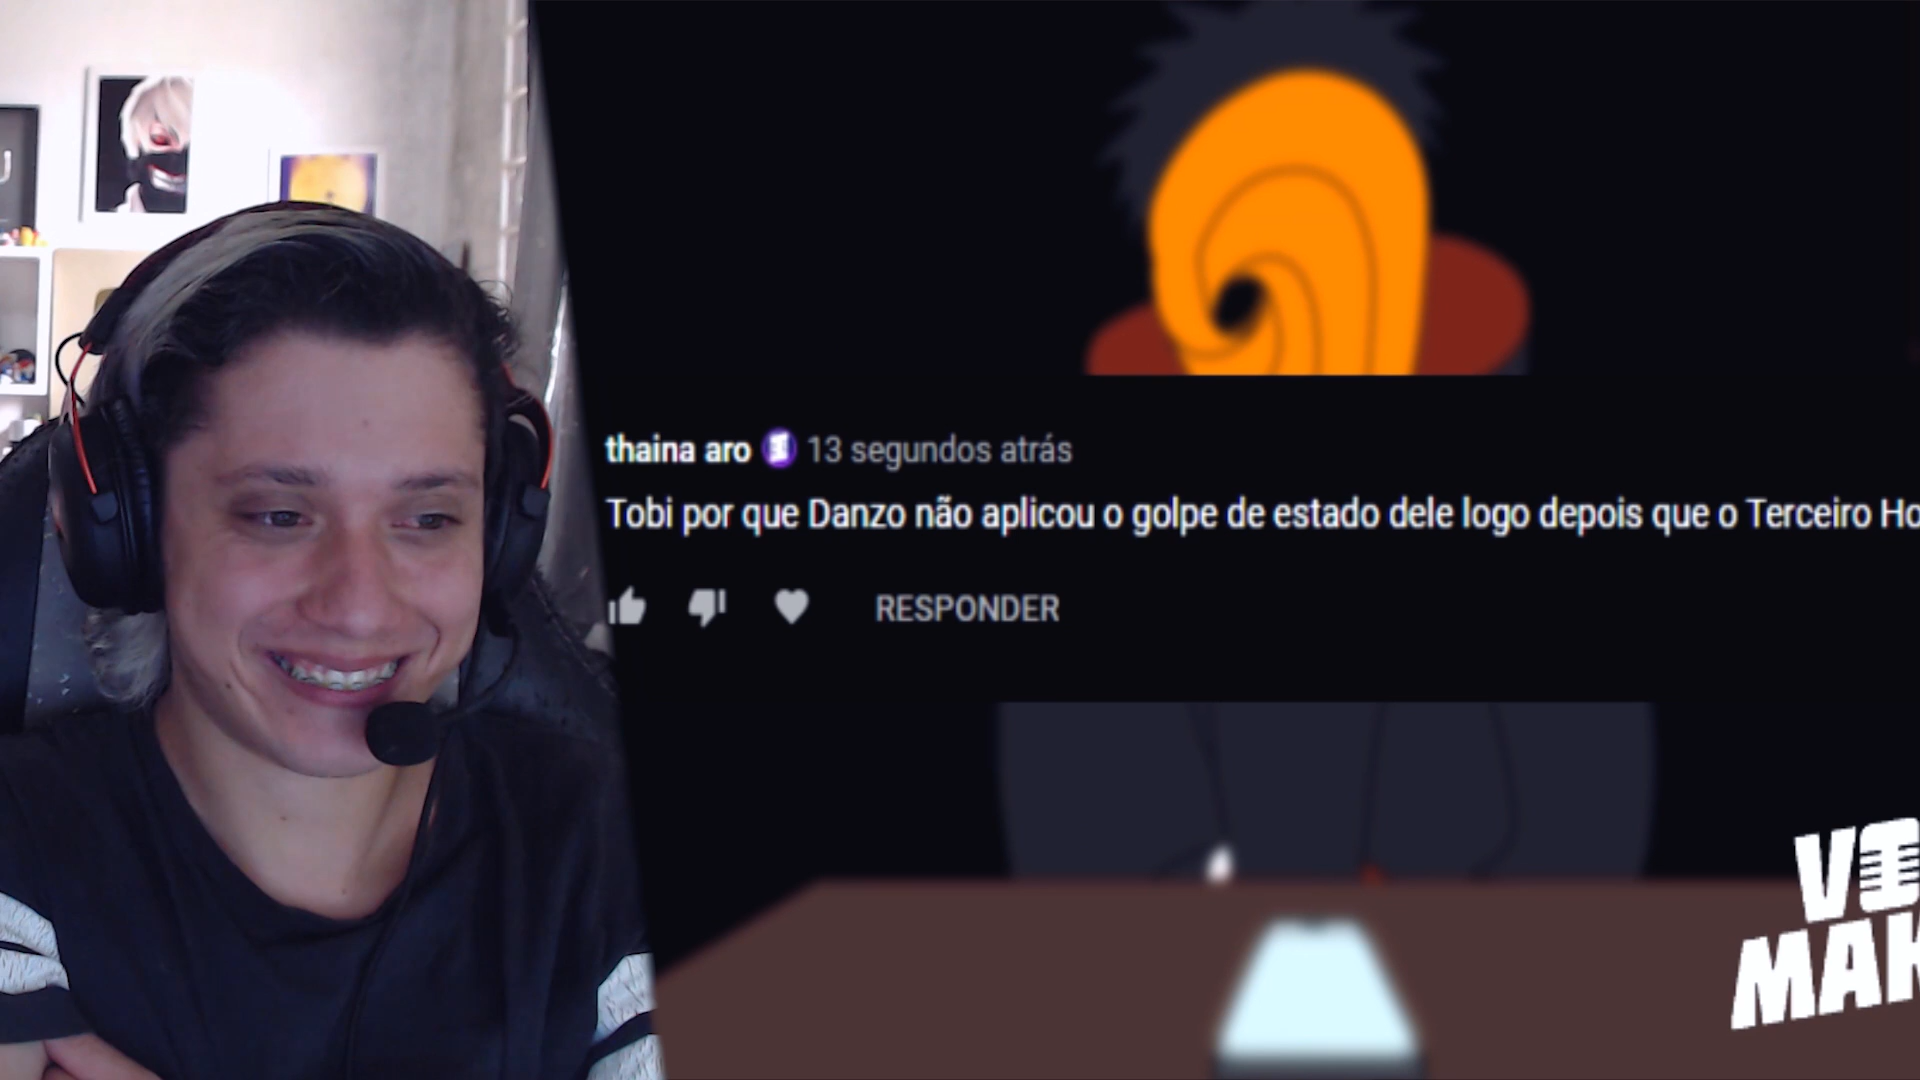 thaina aro 13 segundos atrás
Tobi por que Danzo não aplicou o golpe de estado dele logo depois que o Terceiro Ho
RESPONDER